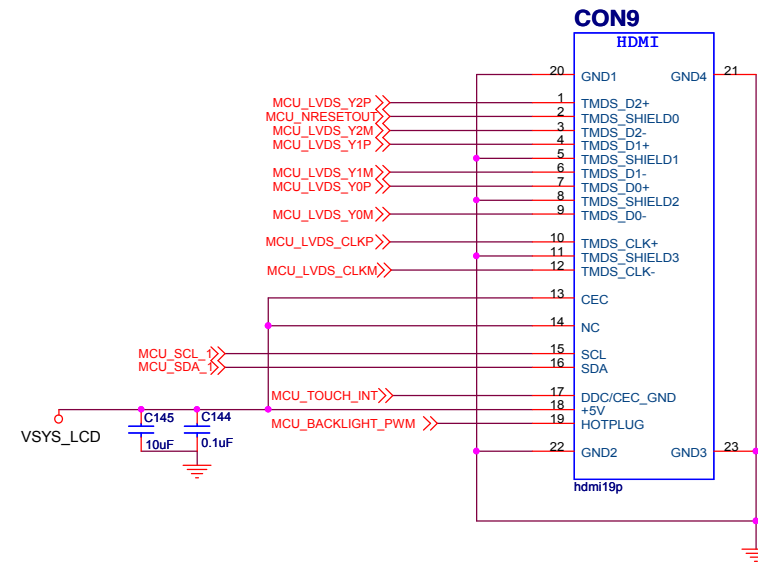 CON9
HDMI
20 GND1 GND4 21
MCU_LVDS_Y2P 1 TMDS_D2+
MCU_NRESETOUT 2 TMDS_SHIELD0
MCU_LVDS_Y2M 3 TMDS_D2-
MCU_LVDS_Y1P 4 TMDS_D1+
5 TMDS_SHIELD1
MCU_LVDS_Y1M 6 TMDS_D1-
MCU_LVDS_Y0P 7 TMDS_D0+
8 TMDS_SHIELD2
MCU_LVDS_Y0M 9 TMDS_D0-
MCU_LVDS_CLKP 10 TMDS_CLK+
11 TMDS_SHIELD3
MCU_LVDS_CLKM 12 TMDS_CLK-
13 CEC
14 NC
MCU_SCL_1 15 SCL
MCU_SDA_1 16 SDA
MCU_TOUCH_INT 17 DDC/CEC_GND
18 +5V
MCU_BACKLIGHT_PWM 19 HOTPLUG
C145 C144
VSYS_LCD
10uF 0.1uF
22 GND2 GND3 23
hdmi19p